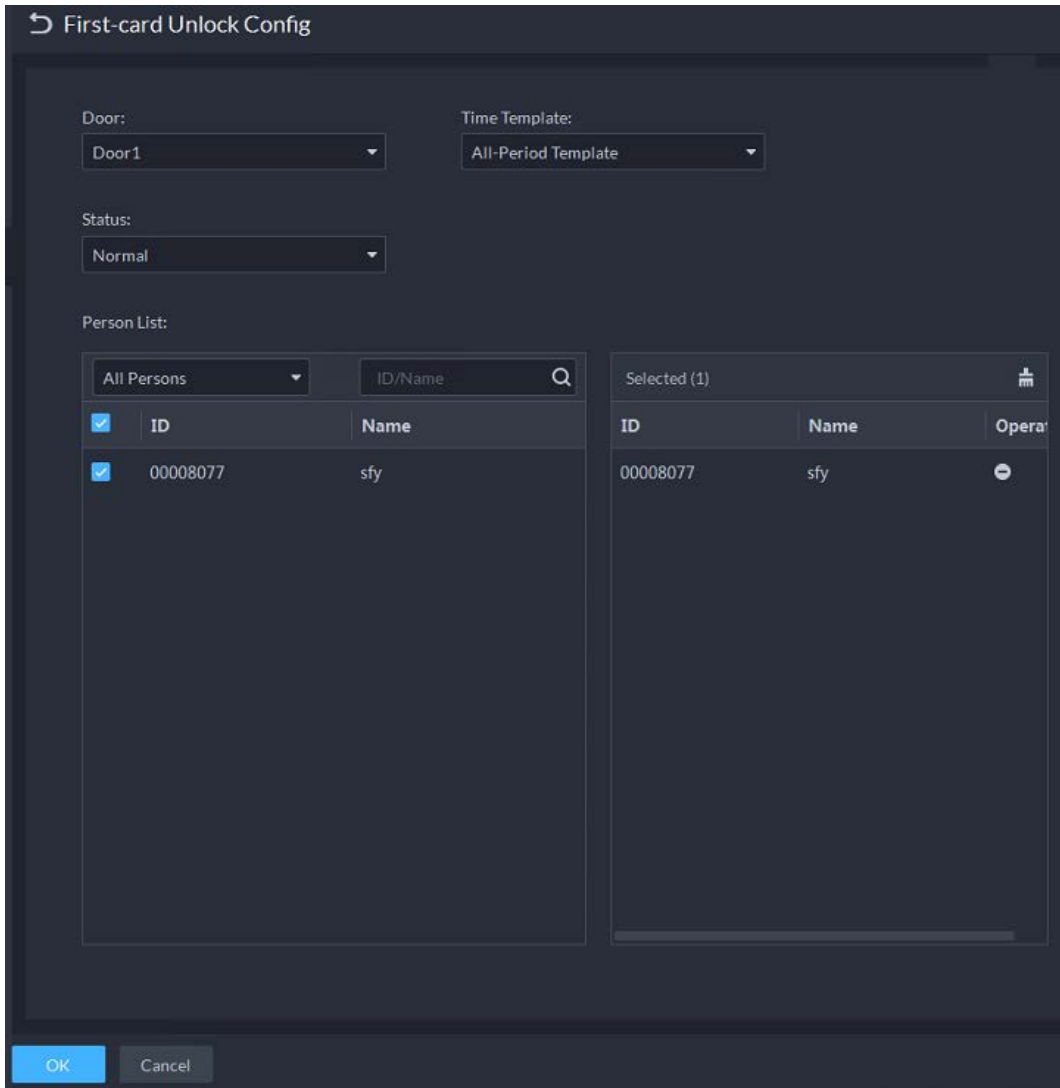 First-card Unlock Config
Door: Time Template:
Door1 All-Period Template
Status:
Normal
Person List:
All Persons ID/Name Selected (1)
ID Name ID Name Operat
00008077 sfy 00008077 sfy
OK Cancel